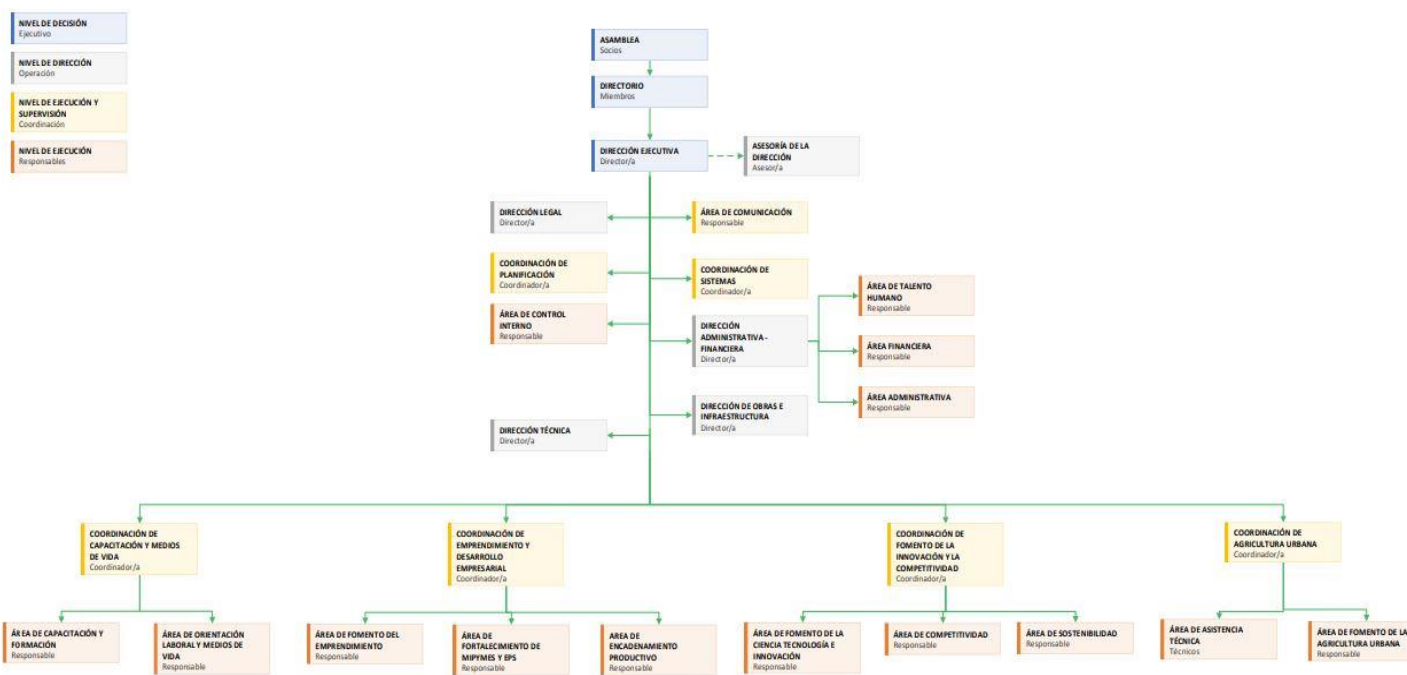 NIVEL DE DECISIÓN
Ejecutivo
NIVEL DE DIRECCIÓN
Operación
NIVEL DE EJECUCIÓN Y
SUPERVISIÓN
Coordinación
NIVEL DE EJECUCIÓN
Responsables
ASAMBLEA
Socios
DIRECTORIO
Miembros
DIRECCIÓN EJECUTIVA
Director/a
ASESORÍA DE LA
DIRECCIÓN
Asesor/a
DIRECCIÓN LEGAL
Director/a
ÁREA DE COMUNICACIÓN
Responsable
COORDINACIÓN DE
PLANIFICACIÓN
Coordinador/a
COORDINACIÓN DE
SISTEMAS
Coordinador/a
ÁREA DE TALENTO
HUMANO
Responsable
ÁREA DE CONTROL
INTERNO
Responsable
DIRECCIÓN
ADMINISTRATIVA -
FINANCIERA
Director/a
ÁREA FINANCIERA
Responsable
ÁREA ADMINISTRATIVA
Responsable
DIRECCIÓN DE OBRAS E
INFRAESTRUCTURA
Director/a
DIRECCIÓN TÉCNICA
Director/a
COORDINACIÓN DE
CAPACITACIÓN Y MEDIOS
DE VIDA
Coordinador/a
COORDINACIÓN DE
EMPRENDIMIENTO Y
DESARROLLO
EMPRESARIAL
Coordinador/a
COORDINACIÓN DE
FOMENTO DE LA
INNOVACIÓN Y LA
COMPETITIVIDAD
Coordinador/a
COORDINACIÓN DE
AGRICULTURA URBANA
Coordinador/a
ÁREA DE CAPACITACIÓN Y
FORMACIÓN
Responsable
ÁREA DE ORIENTACIÓN
LABORAL Y MEDIOS DE
VIDA
Responsable
ÁREA DE FOMENTO DEL
EMPRENDIMIENTO
Responsable
ÁREA DE
FORTALECIMIENTO DE
MIPYMES Y EPS
Responsable
AREA DE
ENCADENAMIENTO
PRODUCTIVO
Responsable
ÁREA DE FOMENTO DE LA
CIENCIA TECNOLOGÍA E
INNOVACIÓN
Responsable
ÁREA DE COMPETITIVIDAD
Responsable
ÁREA DE SOSTENIBILIDAD
Responsable
ÁREA DE ASISTENCIA
TÉCNICA
Técnicos
ÁREA DE FOMENTO DE LA
AGRICULTURA URBANA
Responsable